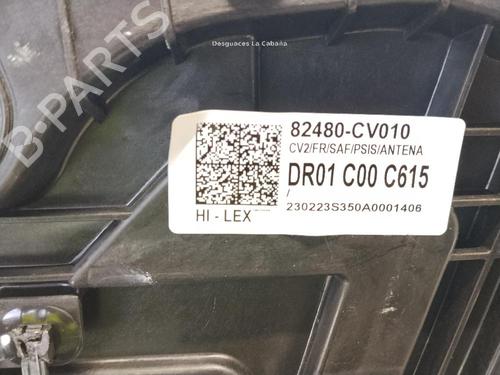 Desguaces La Cabaña
B-PARTS
82480-CV010
CV2/FR/SAF/PSIS/ANTENA
DR01 C00 C615
/
230223S350A0001406
HI - LEX